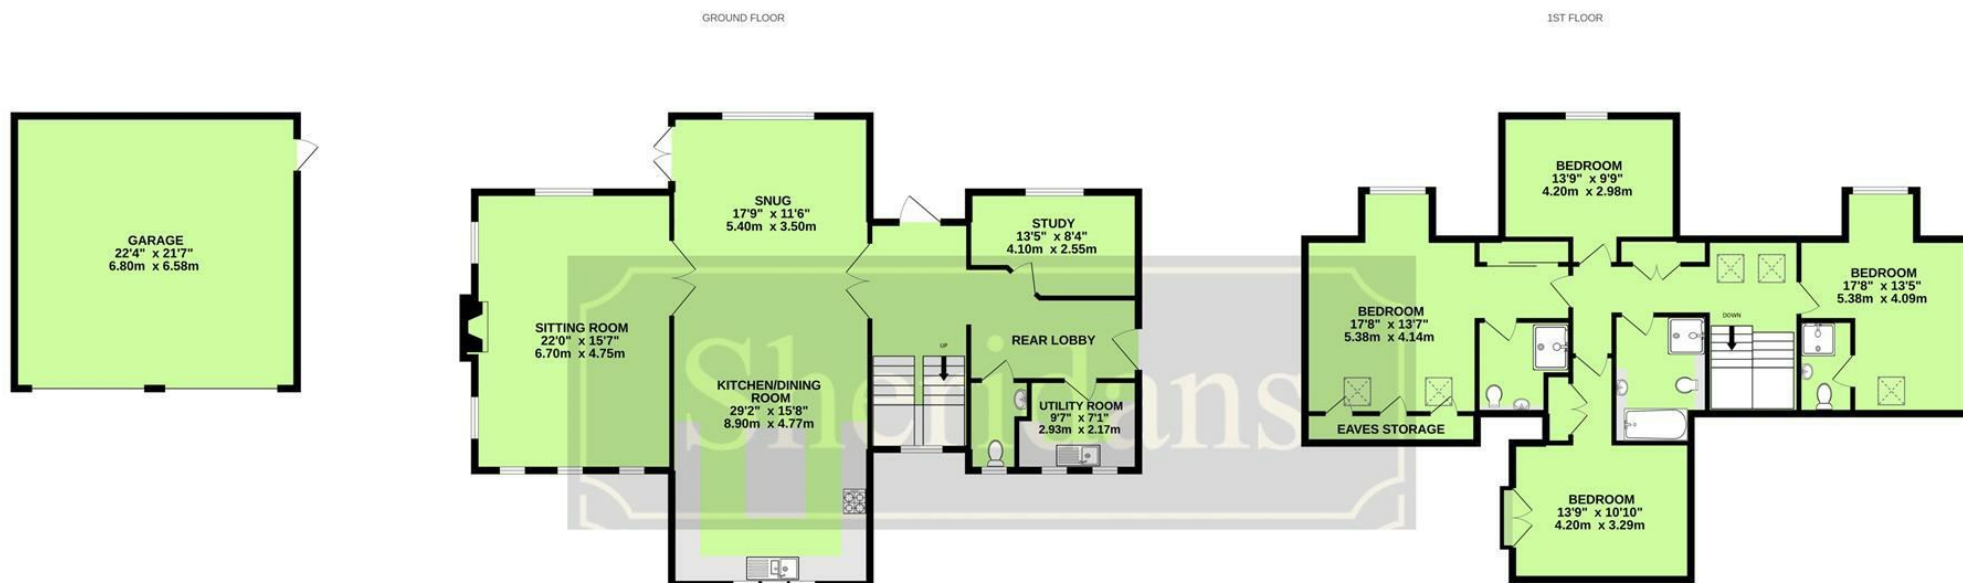 GROUND FLOOR
1ST FLOOR
GARAGE
22'4" x 21'7"
6.80m x 6.58m
SITTING ROOM
22'0" x 15'7"
6.70m x 4.75m
SNUG
17'9" x 11'6"
5.40m x 3.50m
KITCHEN/DINING
ROOM
29'2" x 15'8"
8.90m x 4.77m
UP
STUDY
13'5" x 8'4"
4.10m x 2.55m
REAR LOBBY
UTILITY ROOM
9'7" x 7'1"
2.93m x 2.17m
Sheridans
BEDROOM
13'9" x 9'9"
4.20m x 2.98m
BEDROOM
17'8" x 13'7"
5.38m x 4.14m
EAVES STORAGE
DOWN
BEDROOM
17'8" x 13'5"
5.38m x 4.09m
BEDROOM
13'9" x 10'10"
4.20m x 3.29m